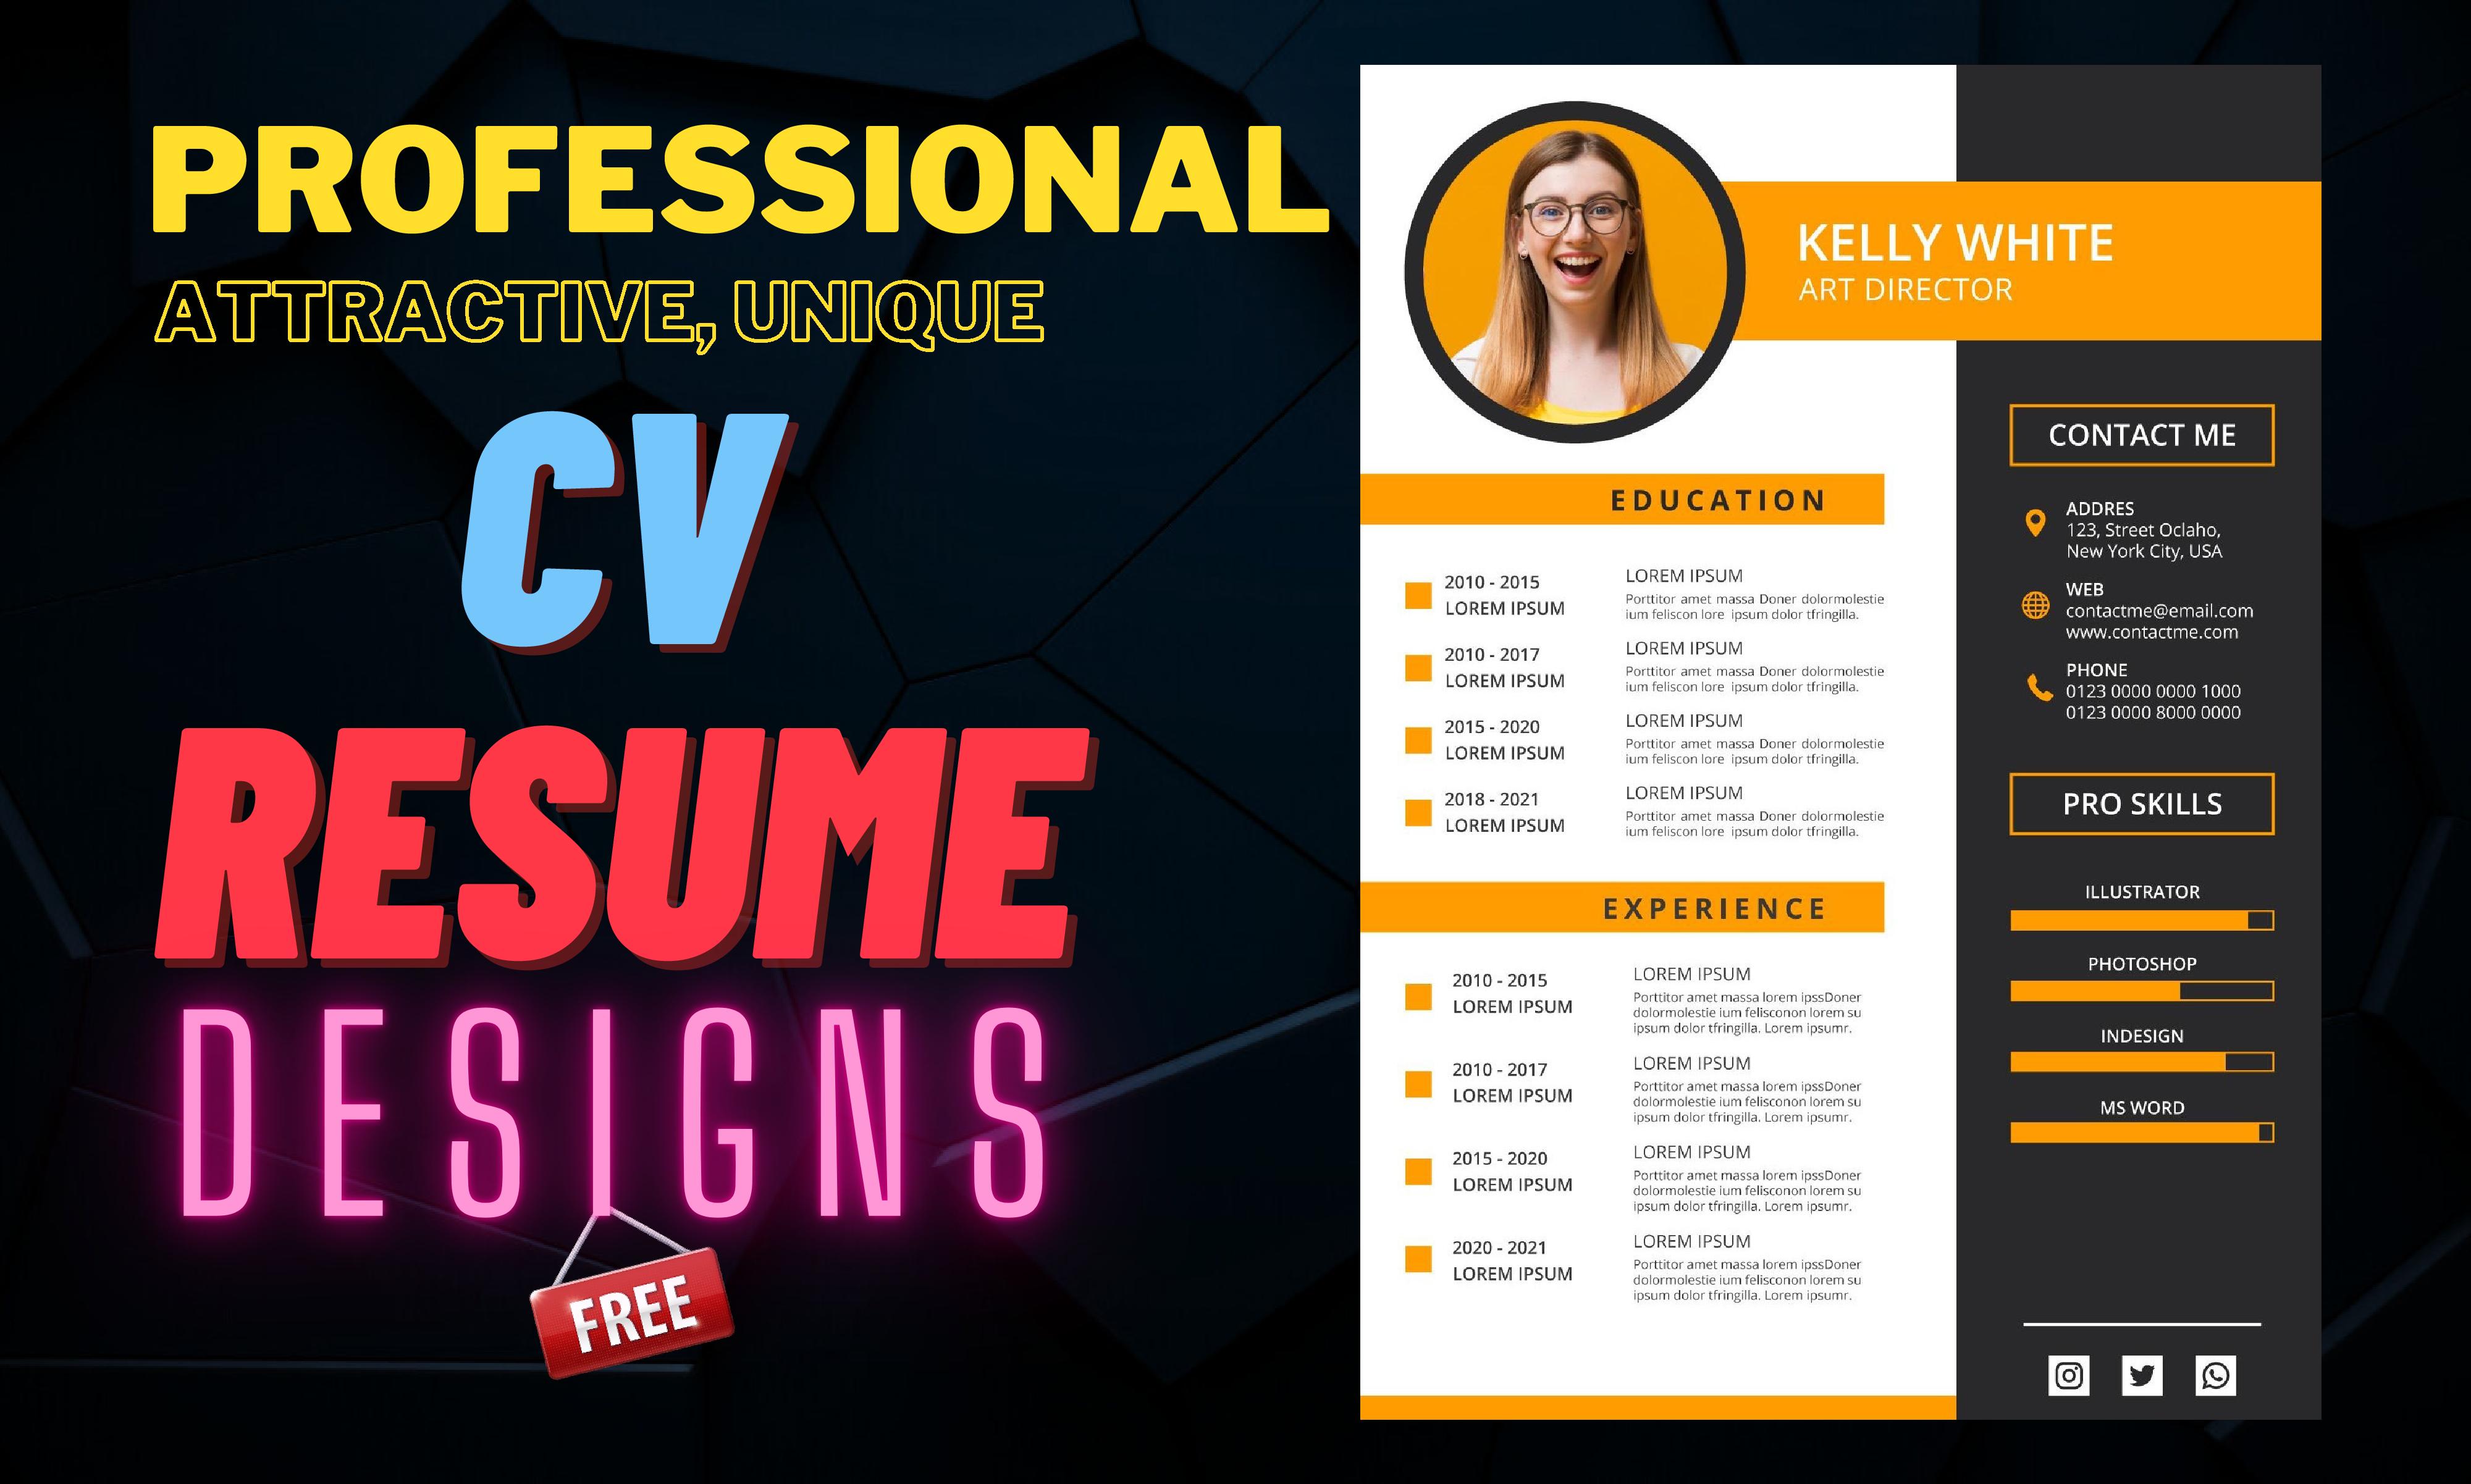 PROFESSIONAL
ATTRACTIVE, UNIQUE
CV
RESUME
DESIGNS
FREE
KELLY WHITE
ART DIRECTOR
EDUCATION
2010 - 2015
LOREM IPSUM
LOREM IPSUM
Porttitor amet massa Doner dolormolestie
ium feliscon lore ipsum dolor tfringilla.
2010 - 2017
LOREM IPSUM
LOREM IPSUM
Porttitor amet massa Doner dolormolestie
ium feliscon lore ipsum dolor tfringilla.
2015 - 2020
LOREM IPSUM
LOREM IPSUM
Porttitor amet massa Doner dolormolestie
ium feliscon lore ipsum dolor tfringilla.
2018 - 2021
LOREM IPSUM
LOREM IPSUM
Porttitor amet massa Doner dolormolestie
ium feliscon lore ipsum dolor tfringilla.
EXPERIENCE
2010 - 2015
LOREM IPSUM
LOREM IPSUM
Porttitor amet massa lorem ipssDoner
dolormolestie ium felisconon lorem su
ipsum dolor tfringilla. Lorem ipsumr.
2010 - 2017
LOREM IPSUM
LOREM IPSUM
Porttitor amet massa lorem ipssDoner
dolormolestie ium felisconon lorem su
ipsum dolor tfringilla. Lorem ipsumr.
2015 - 2020
LOREM IPSUM
LOREM IPSUM
Porttitor amet massa lorem ipssDoner
dolormolestie ium felisconon lorem su
ipsum dolor tfringilla. Lorem ipsumr.
2020 - 2021
LOREM IPSUM
LOREM IPSUM
Porttitor amet massa lorem ipssDoner
dolormolestie ium felisconon lorem su
ipsum dolor tfringilla. Lorem ipsumr.
CONTACT ME
ADDRES
123, Street Oclaho,
New York City, USA
WEB
contactme@email.com
www.contactme.com
PHONE
0123 0000 0000 1000
0123 0000 8000 0000
PRO SKILLS
ILLUSTRATOR
PHOTOSHOP
INDESIGN
MS WORD